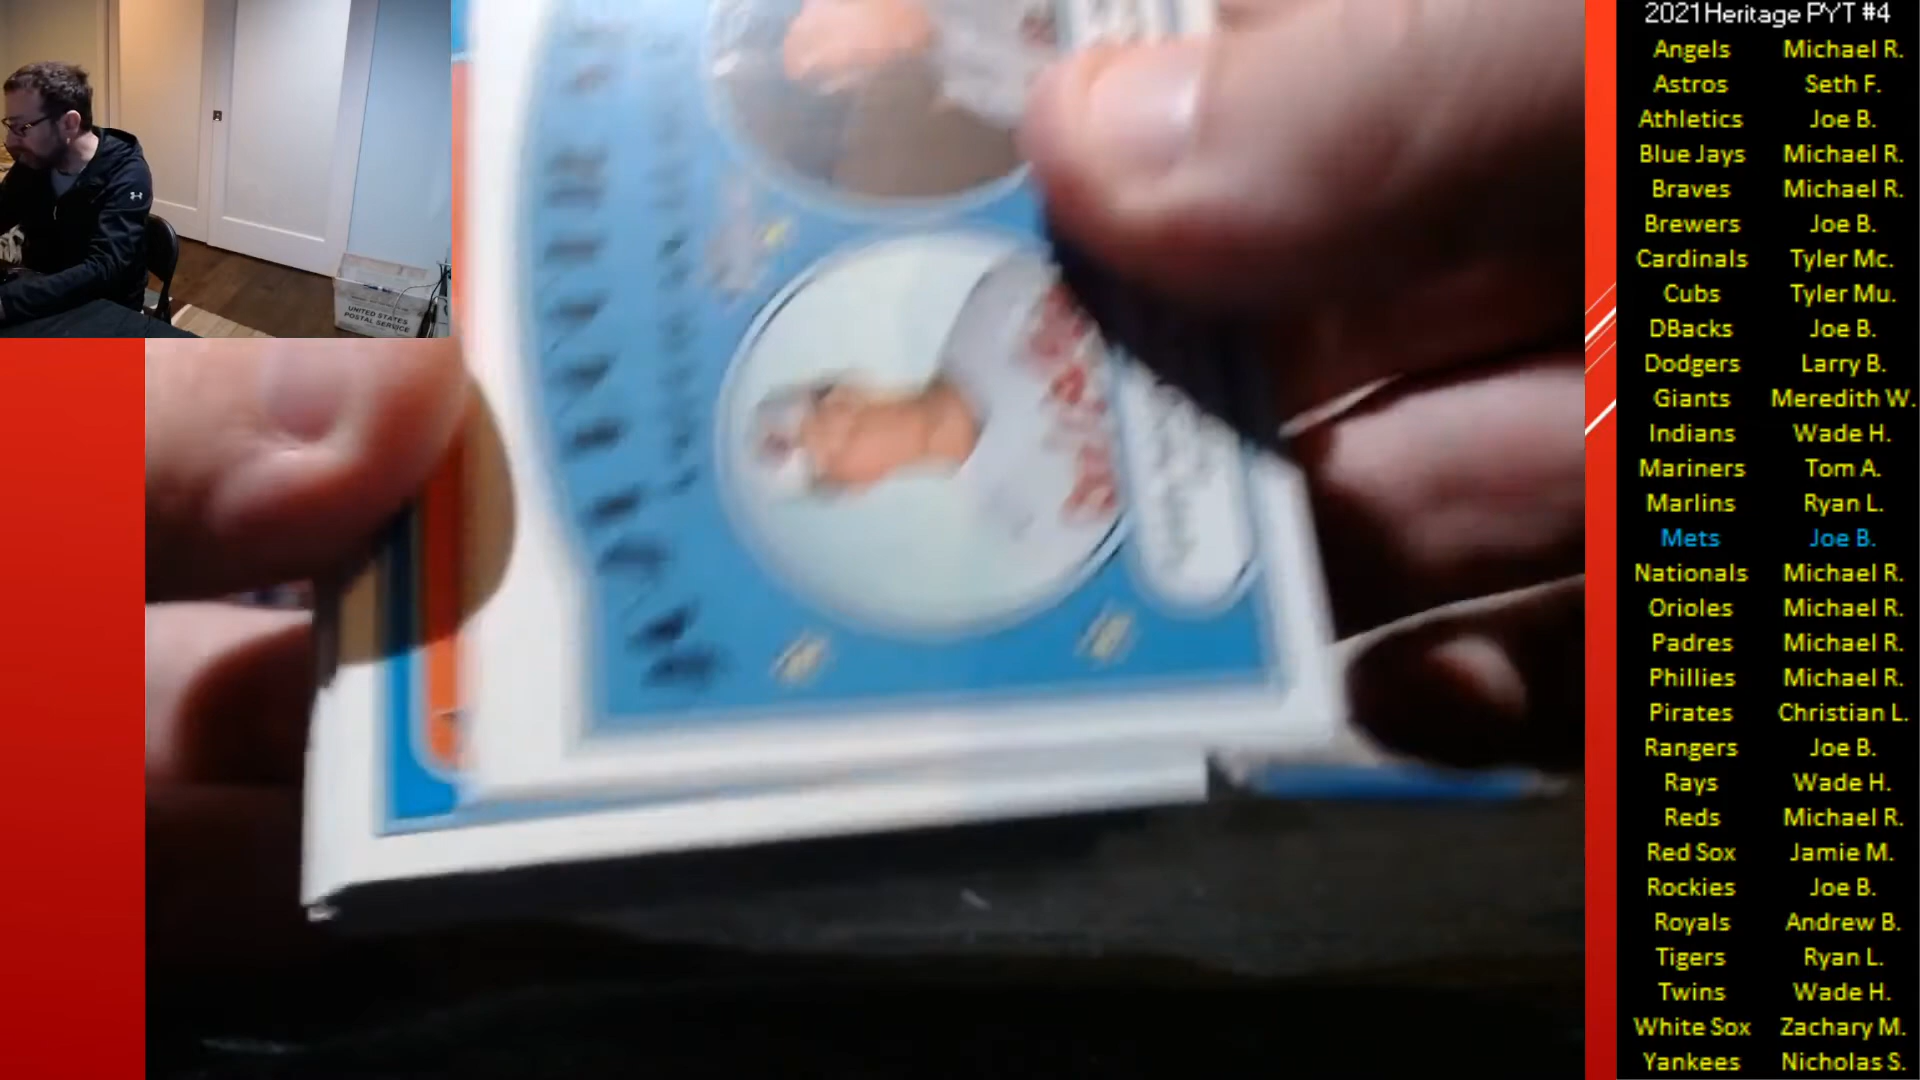 2021 Heritage PYT #4
Angels Michael R.
Astros Seth F.
Athletics Joe B.
Blue Jays Michael R.
Braves Michael R.
Brewers Joe B.
Cardinals Tyler Mc.
Cubs Tyler Mu.
DBacks Joe B.
Dodgers Larry B.
Giants Meredith W.
Indians Wade H.
Mariners Tom A.
Marlins Ryan L.
Mets Joe B.
Nationals Michael R.
Orioles Michael R.
Padres Michael R.
Phillies Michael R.
Pirates Christian L.
Rangers Joe B.
Rays Wade H.
Reds Michael R.
Red Sox Jamie M.
Rockies Joe B.
Royals Andrew B.
Tigers Ryan L.
Twins Wade H.
White Sox Zachary M.
Yankees Nicholas S.
UNITED STATES
POSTAL SERVICE